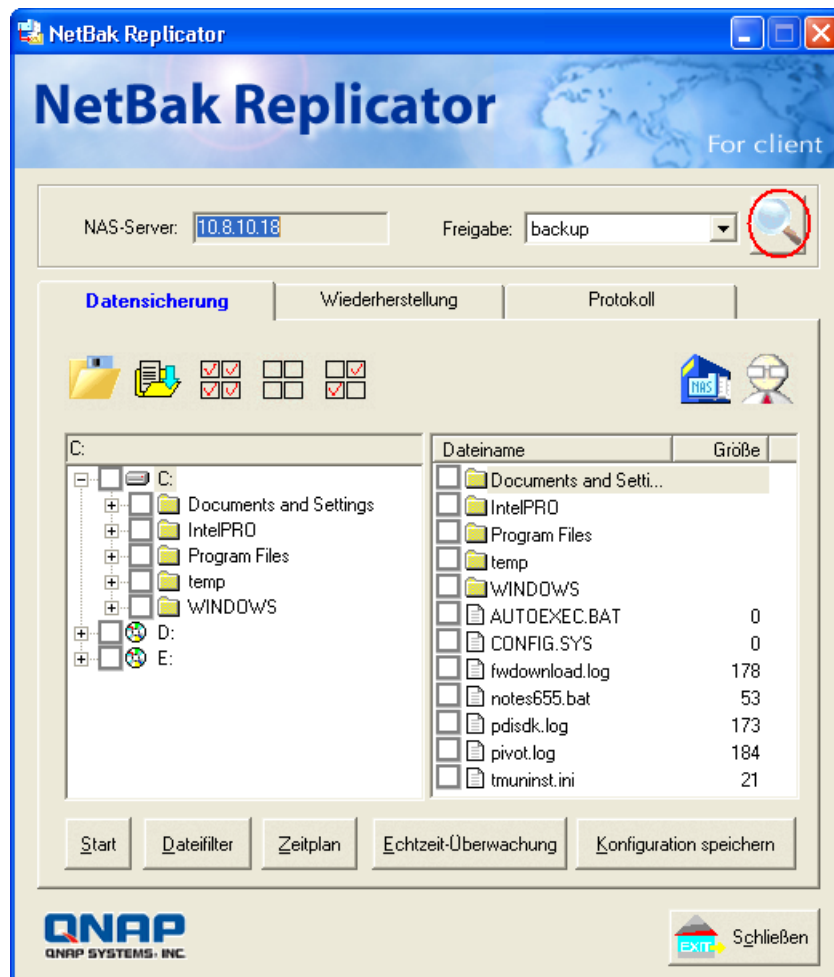 NetBak Replicator
NetBak Replicator
For client
NAS-Server: 10.8.10.18 Freigabe: backup
Datensicherung Wiederherstellung Protokoll
NAS
C:
C:
Documents and Settings
IntelPRO
Program Files
temp
WINDOWS
D:
E:
Dateiname Größe
Documents and Setti...
IntelPRO
Program Files
temp
WINDOWS
AUTOEXEC.BAT 0
CONFIG.SYS 0
fwdownload.log 178
notes655.bat 53
pdisdk.log 173
pivot.log 184
tmuninst.ini 21
Start Dateifilter Zeitplan Echtzeit-Überwachung Konfiguration speichern
QNAP
QNAP SYSTEMS, INC
EXIT Schließen